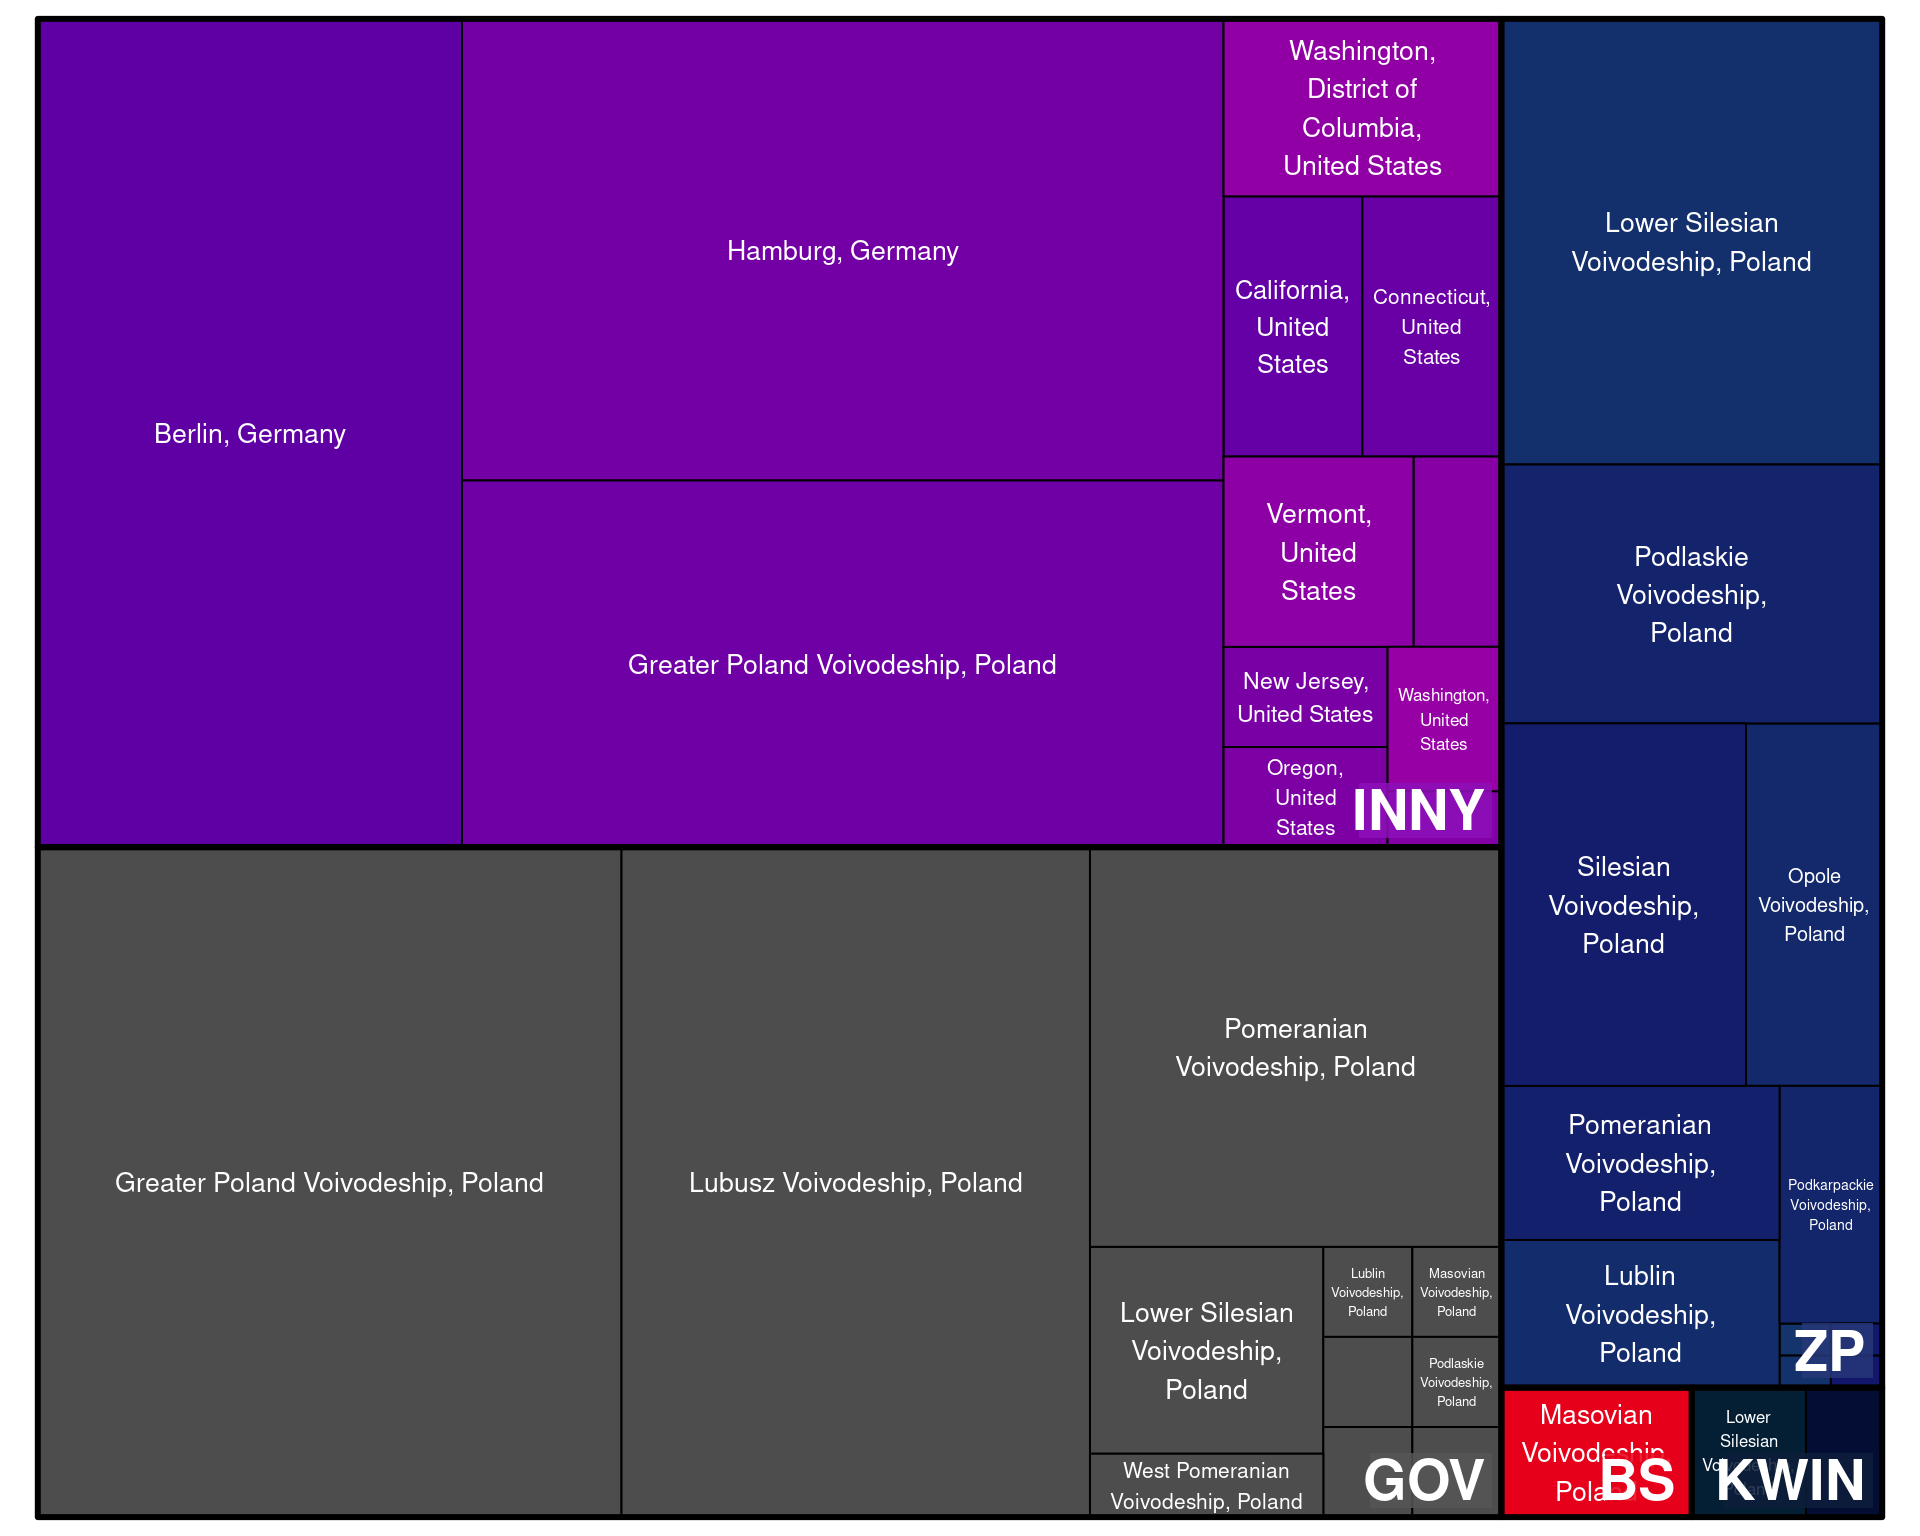 Berlin, Germany
Hamburg, Germany
Greater Poland Voivodeship, Poland
Washington,
District of
Columbia,
United States
California,
United
States
Connecticut,
United
States
Vermont,
United
States
New Jersey,
United States
Washington,
United
States
Oregon,
United
States
INNY
Lower Silesian
Voivodeship, Poland
Podlaskie
Voivodeship,
Poland
Silesian
Voivodeship,
Poland
Opole
Voivodeship,
Poland
Pomeranian
Voivodeship,
Poland
Podkarpackie
Voivodeship,
Poland
Lublin
Voivodeship,
Poland
ZP
Greater Poland Voivodeship, Poland
Lubusz Voivodeship, Poland
Pomeranian
Voivodeship, Poland
Lower Silesian
Voivodeship,
Poland
Lublin
Voivodeship,
Poland
Masovian
Voivodeship,
Poland
Podlaskie
Voivodeship,
Poland
West Pomeranian
Voivodeship, Poland
GOV
Masovian
Voivodeship,
Poland
BS
Lower
Silesian
KWIN